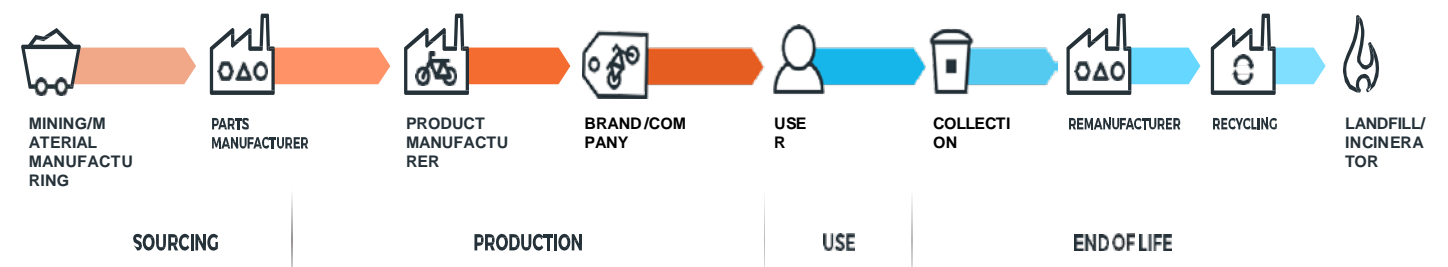 MINING/M
ATERIAL
MANUFACTU
RING
PARTS
MANUFACTURER
PRODUCT
MANUFACTU
RER
BRAND/COM
PANY
USE
R
COLLECTI
ON
REMANUFACTURER
RECYCLING
LANDFILL/
INCINERA
TOR
SOURCING
PRODUCTION
USE
END OF LIFE